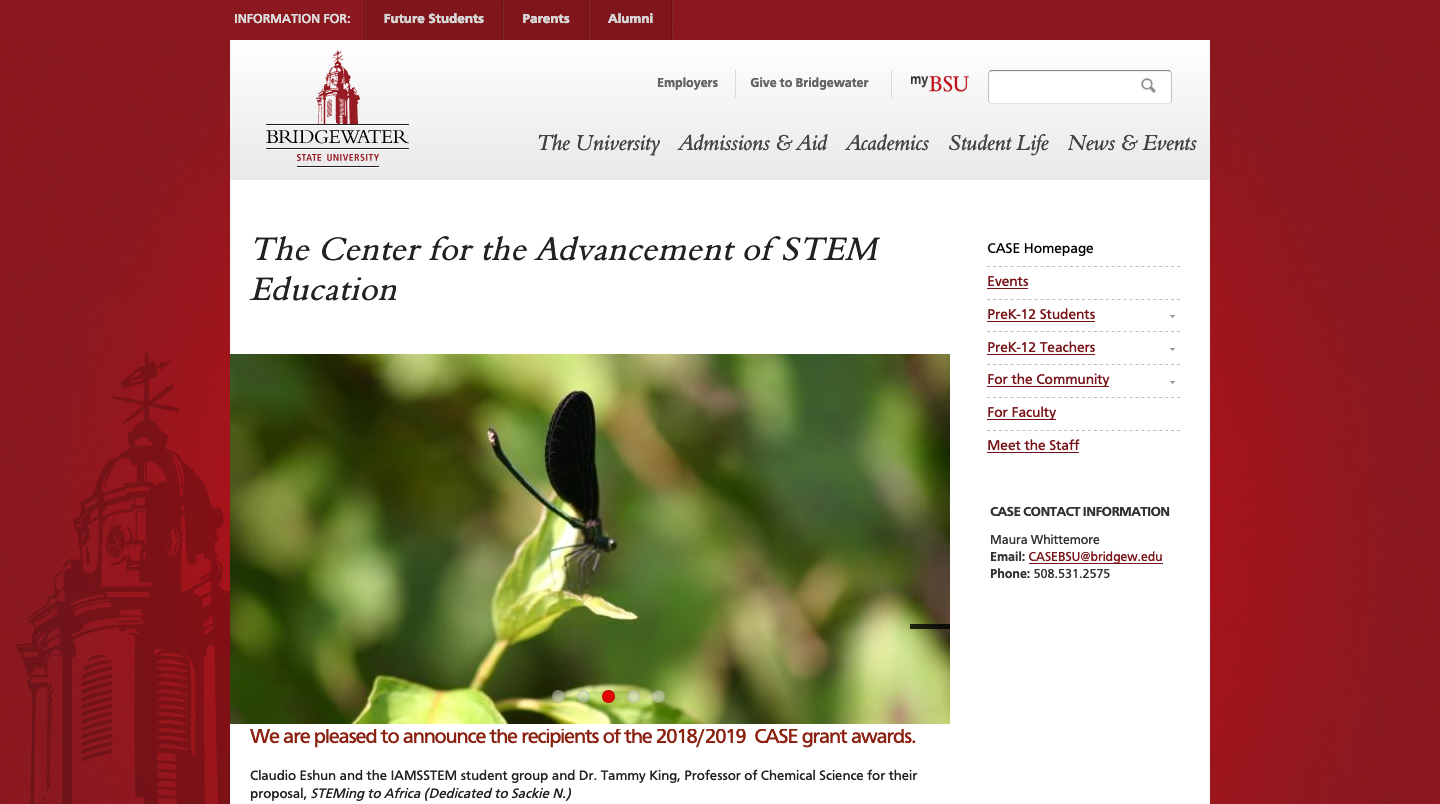 INFORMATION FOR: Future Students Parents Alumni
BRIDGEWATER
STATE UNIVERSITY
Employers Give to Bridgewater my BSU
The University Admissions & Aid Academics Student Life News & Events
The Center for the Advancement of STEM
Education
CASE Homepage
Events
PreK-12 Students
PreK-12 Teachers
For the Community
For Faculty
Meet the Staff
CASE CONTACT INFORMATION
Maura Whittemore
Email: CASEBSU@bridgew.edu
Phone: 508.531.2575
We are pleased to announce the recipients of the 2018/2019 CASE grant awards.
Claudio Eshun and the IAMSSTEM student group and Dr. Tammy King, Professor of Chemical Science for their
proposal, STEMing to Africa (Dedicated to Sackie N.)